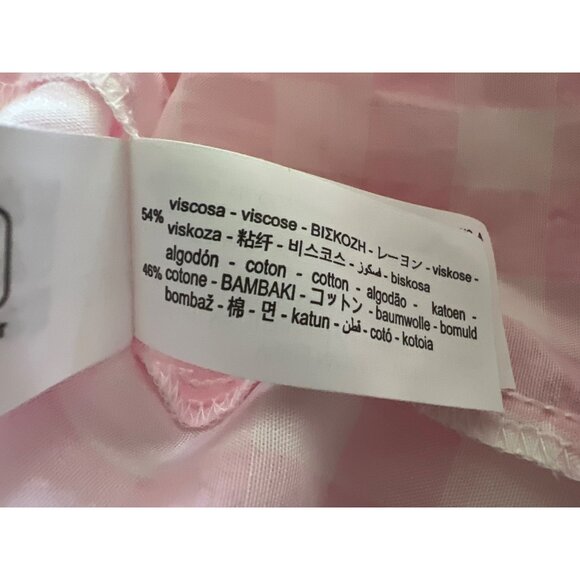 54% viscosa - viscose - ΒΙΣΚΟΖΗ - レーヨン - viskose -
viskoza - 粘纤 - 비스코스 - فسكوز - biskosa
algodón - coton - cotton - algodão - katoen -
46% cotone - BAMBAKI - コットン - baumwolle - bomuld
bombaž - 棉 - 면 - katun - قطن - cotó - kotoia